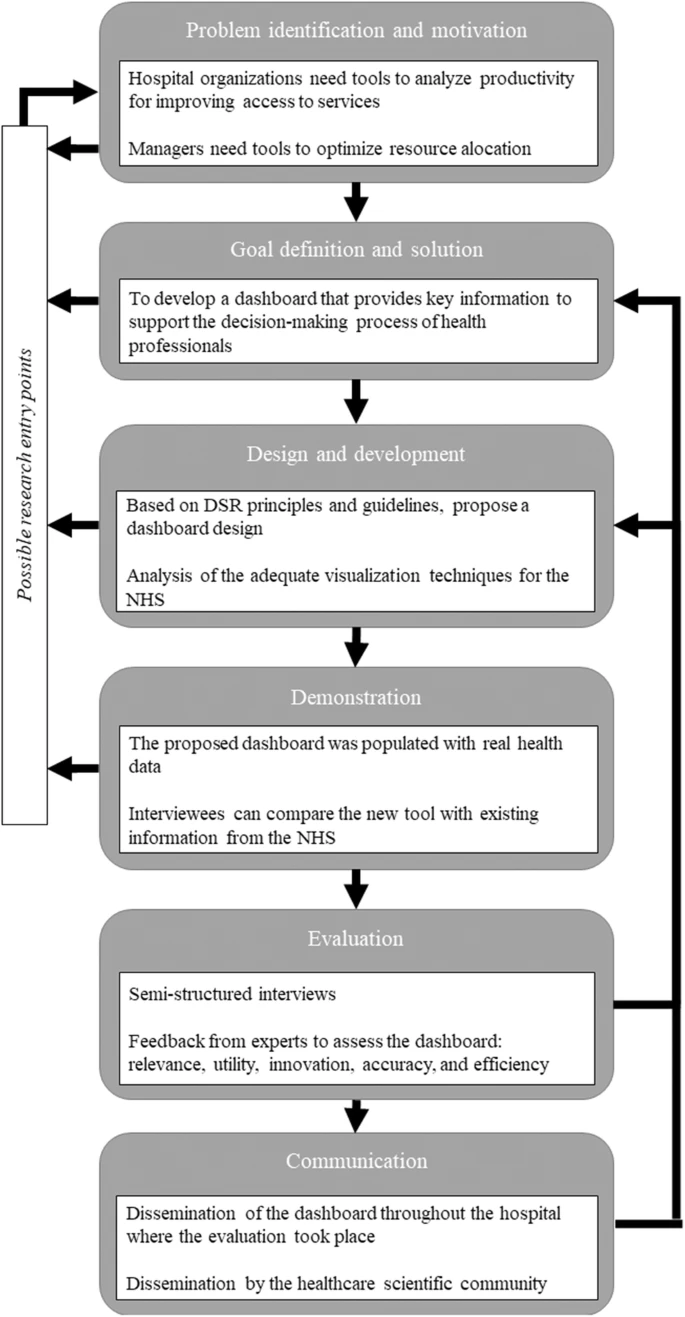 Problem identification and motivation
Hospital organizations need tools to analyze productivity
for improving access to services
Managers need tools to optimize resource alocation
Goal definition and solution
To develop a dashboard that provides key information to
support the decision-making process of health
professionals
Possible research entry points
Design and development
Based on DSR principles and guidelines, propose a
dashboard design
Analysis of the adequate visualization techniques for the
NHS
Demonstration
The proposed dashboard was populated with real health
data
Interviewees can compare the new tool with existing
information from the NHS
Evaluation
Semi-structured interviews
Feedback from experts to assess the dashboard:
relevance, utility, innovation, accuracy, and efficiency
Communication
Dissemination of the dashboard throughout the hospital
where the evaluation took place
Dissemination by the healthcare scientific community